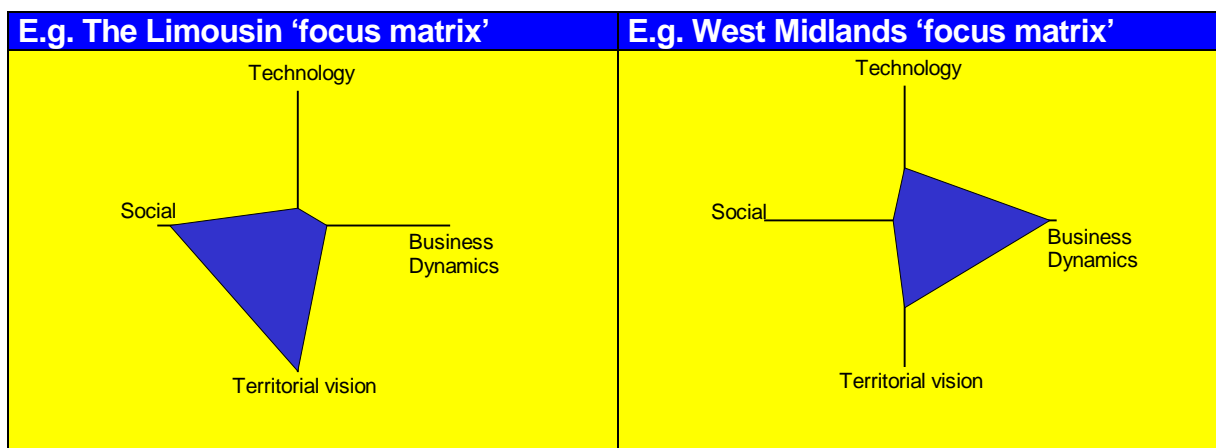 E.g. The Limousin ‘focus matrix’
Technology
Social
Business
Dynamics
Territorial vision
E.g. West Midlands ‘focus matrix’
Technology
Social
Business
Dynamics
Territorial vision